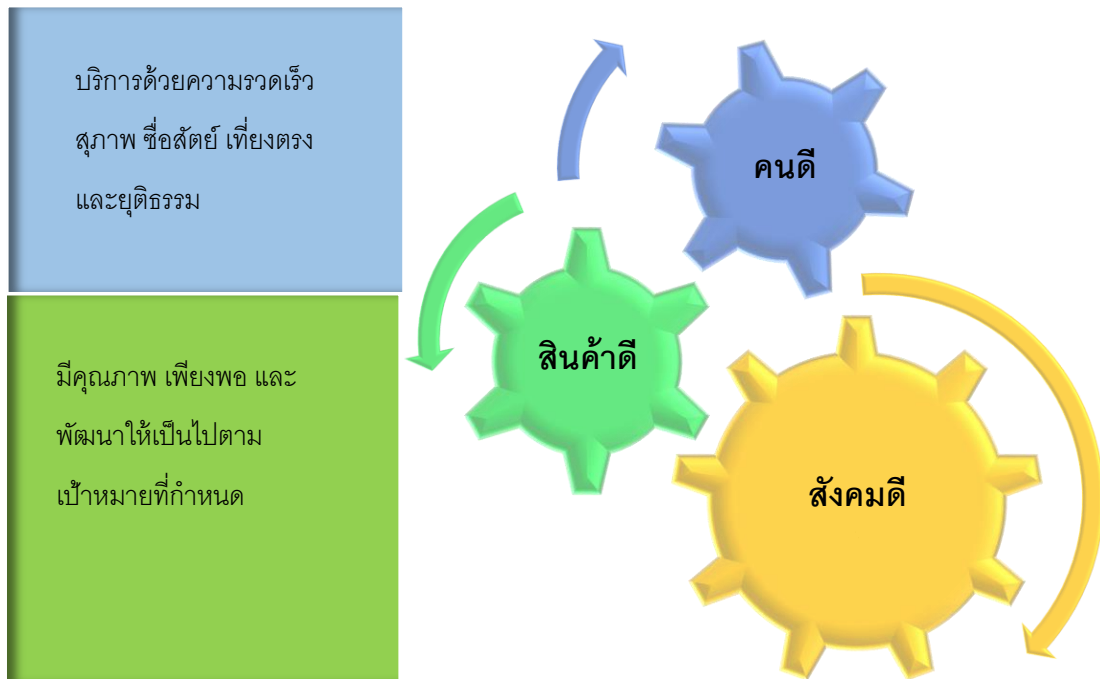 บริการด้วยความรวดเร็ว
สุภาพ ซื่อสัตย์ เที่ยงตรง
และยุติธรรม
มีคุณภาพ เพียงพอ และ
พัฒนาให้เป็นไปตาม
เป้าหมายที่กำหนด
คนดี
สินค้าดี
สังคมดี